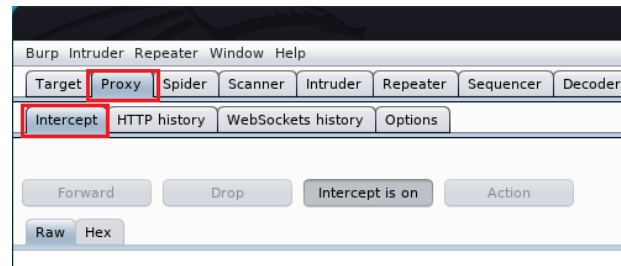 Burp Intruder Repeater Window Help
Target Proxy Spider Scanner Intruder Repeater Sequencer Decoder
Intercept HTTP history WebSockets history Options
Forward Drop Intercept is on Action
Raw Hex